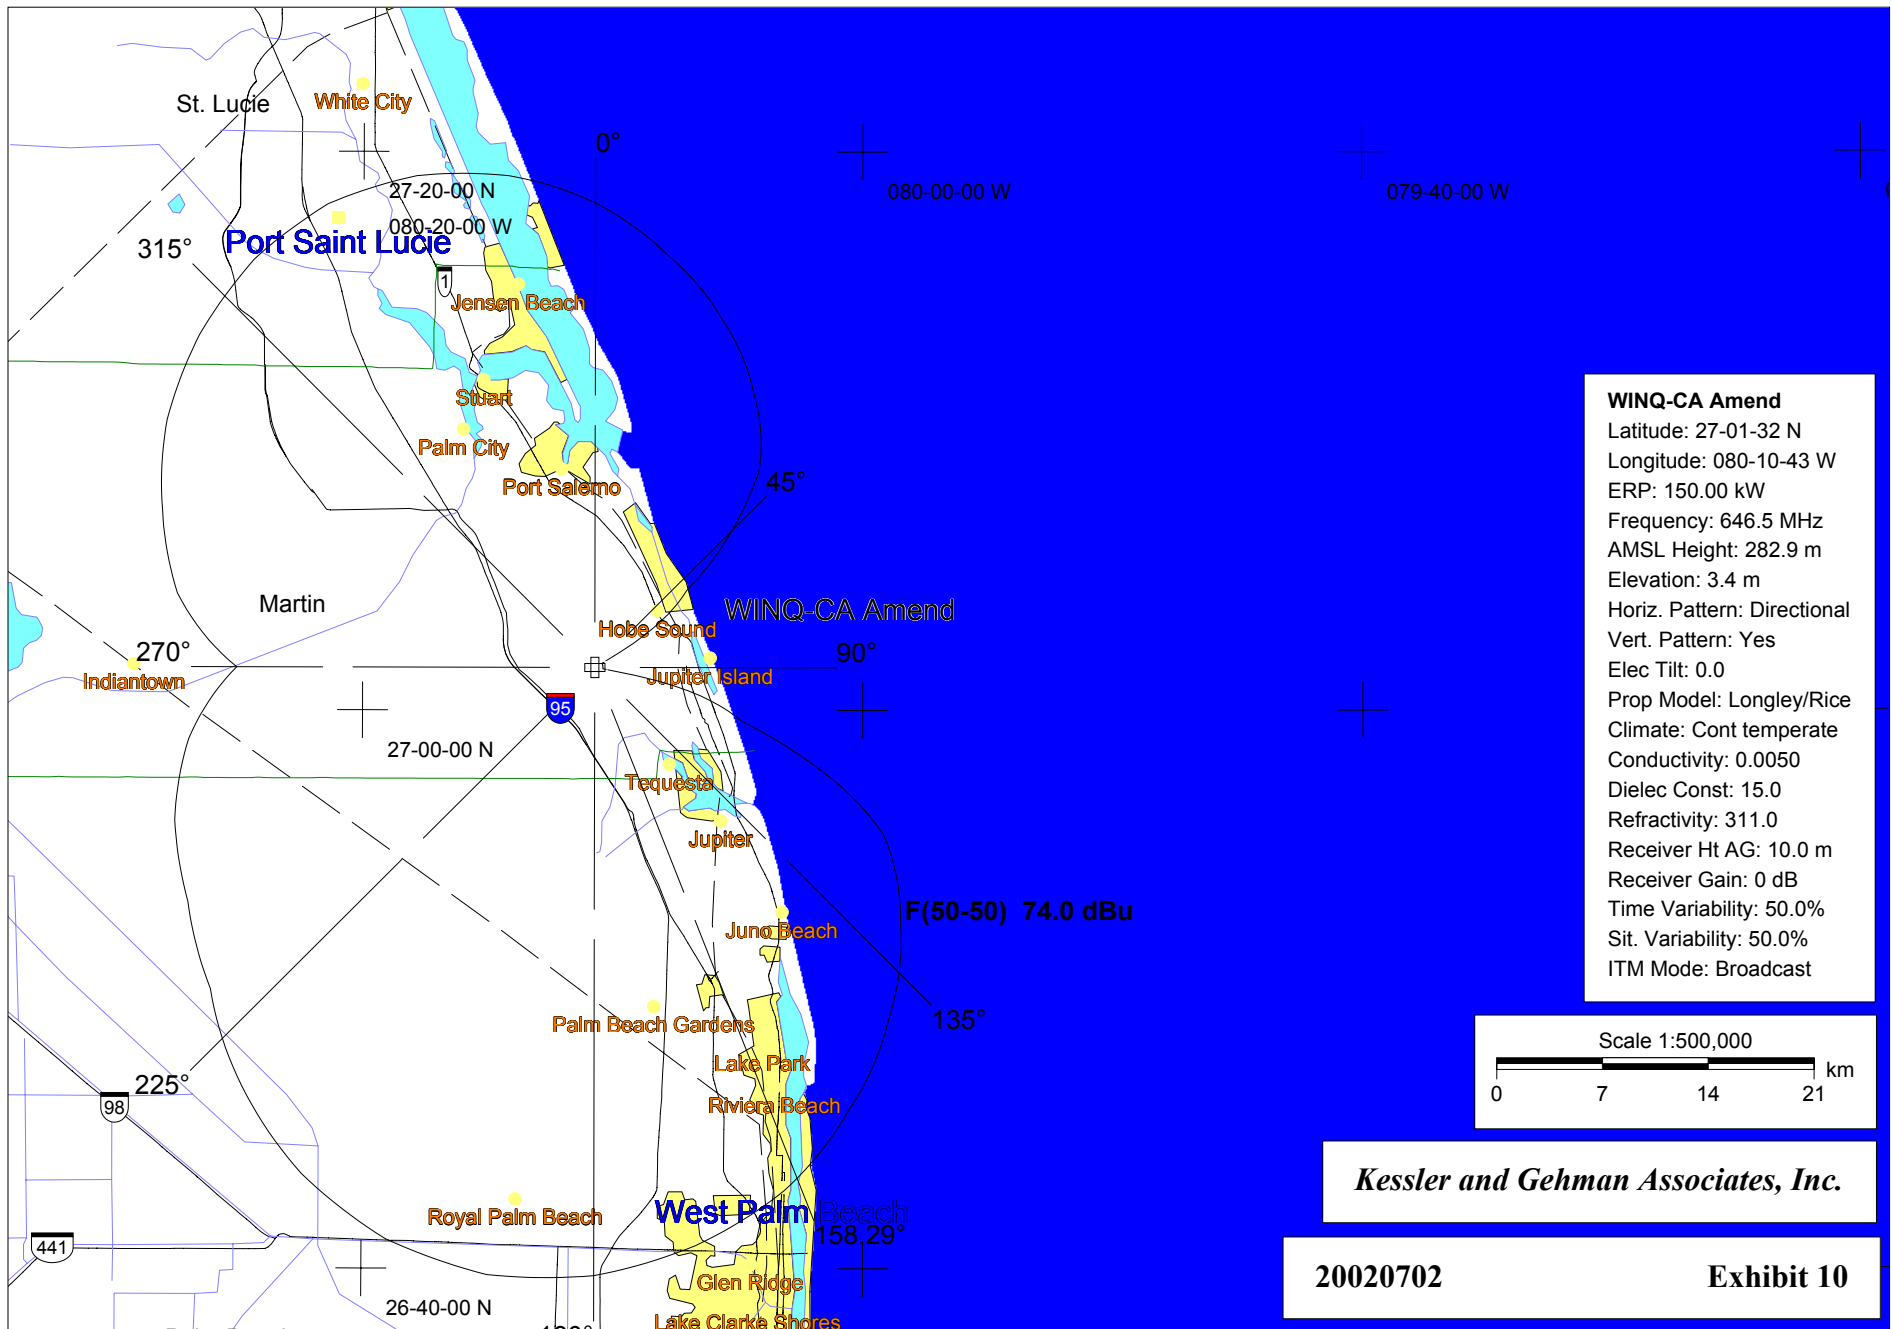 St. Lucie
White City
0°
27-20-00 N
080-20-00 W
080-00-00 W
079-40-00 W
315°
Port Saint Lucie
1
Jensen Beach
Stuart
Palm City
Port Salerno
45°
Martin
WINQ-CA Amend
Hobe Sound
270°
90°
Indiantown
Jupiter Island
95
27-00-00 N
Tequesta
Jupiter
F(50-50) 74.0 dBu
Juno Beach
135°
Palm Beach Gardens
Lake Park
225°
98
Riviera Beach
Royal Palm Beach
West Palm Beach
158.29°
441
Glen Ridge
26-40-00 N
Lake Clarke Shores
WINQ-CA Amend
Latitude: 27-01-32 N
Longitude: 080-10-43 W
ERP: 150.00 kW
Frequency: 646.5 MHz
AMSL Height: 282.9 m
Elevation: 3.4 m
Horiz. Pattern: Directional
Vert. Pattern: Yes
Elec Tilt: 0.0
Prop Model: Longley/Rice
Climate: Cont temperate
Conductivity: 0.0050
Dielec Const: 15.0
Refractivity: 311.0
Receiver Ht AG: 10.0 m
Receiver Gain: 0 dB
Time Variability: 50.0%
Sit. Variability: 50.0%
ITM Mode: Broadcast
Scale 1:500,000
km
0 7 14 21
Kessler and Gehman Associates, Inc.
20020702 Exhibit 10